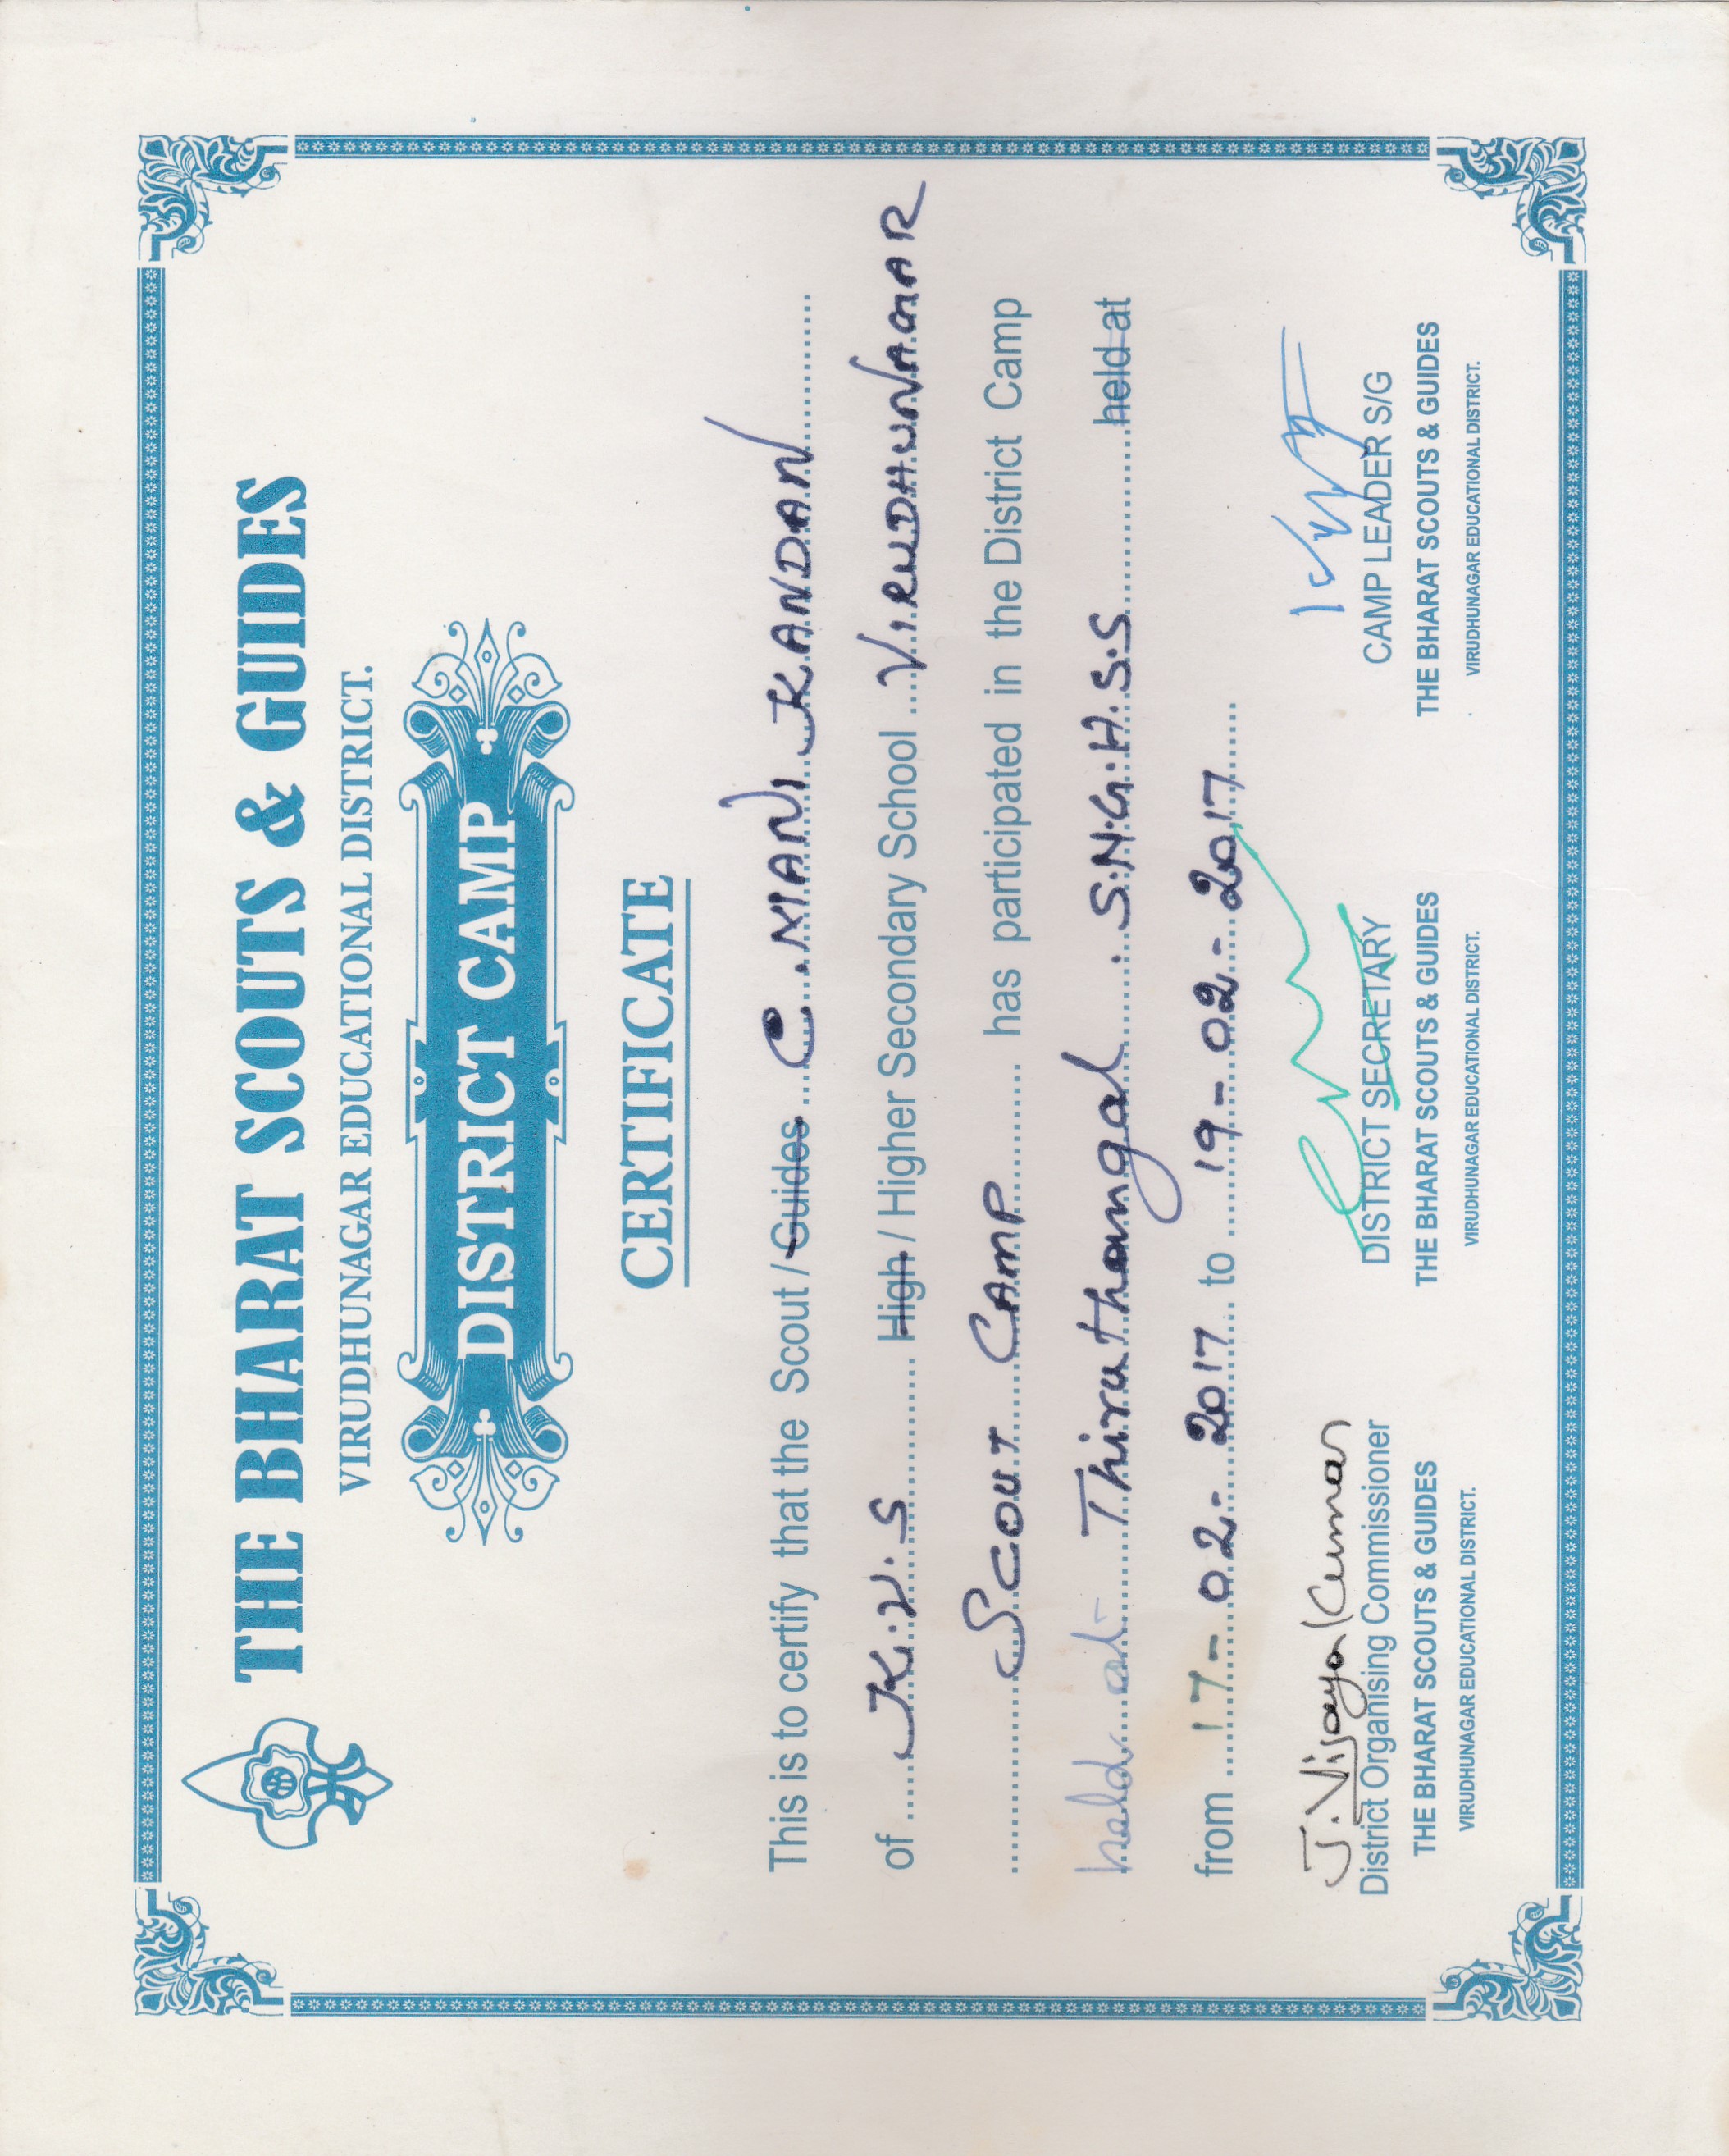 THE BHARAT SCOUTS & GUIDES
VIRUDHUNAGAR EDUCATIONAL DISTRICT.
DISTRICT CAMP
CERTIFICATE
This is to certify that the Scout / Guides C. MANI KANDAN
of K.V.S High / Higher Secondary School VIRUDHUNAGAR
SCOUT CAMP has participated in the District Camp
held at Thiruthangal S.N.G.H.S.S held at
from 17-02-2017 to 19-02-2017
J. Vijaya Kumar
District Organising Commissioner DISTRICT SECRETARY CAMP LEADER S/G
THE BHARAT SCOUTS & GUIDES THE BHARAT SCOUTS & GUIDES THE BHARAT SCOUTS & GUIDES
VIRUDHUNAGAR EDUCATIONAL DISTRICT. VIRUDHUNAGAR EDUCATIONAL DISTRICT. VIRUDHUNAGAR EDUCATIONAL DISTRICT.